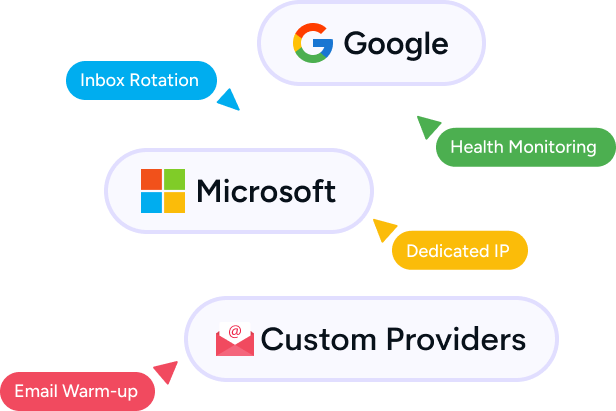 Google
Inbox Rotation
Health Monitoring
Microsoft
Dedicated IP
@
Custom Providers
Email Warm-up